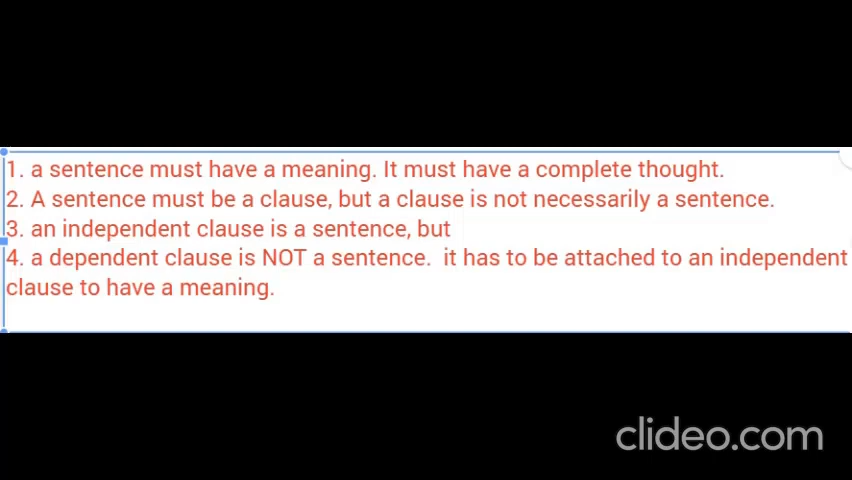 1. a sentence must have a meaning. It must have a complete thought.
2. A sentence must be a clause, but a clause is not necessarily a sentence.
3. an independent clause is a sentence, but
4. a dependent clause is NOT a sentence.  it has to be attached to an independent
clause to have a meaning.
clideo.com